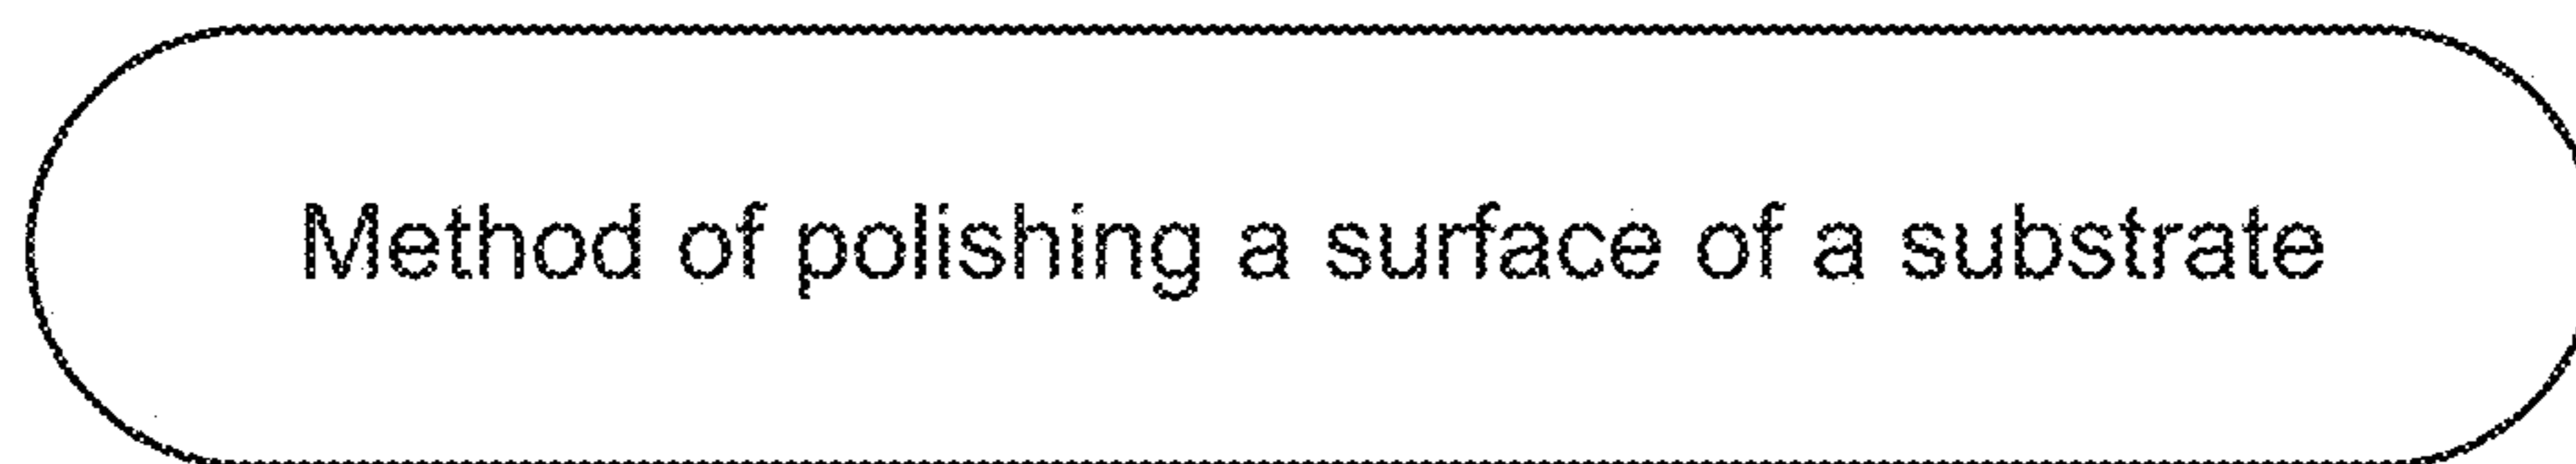 Method of polishing a surface of a substrate